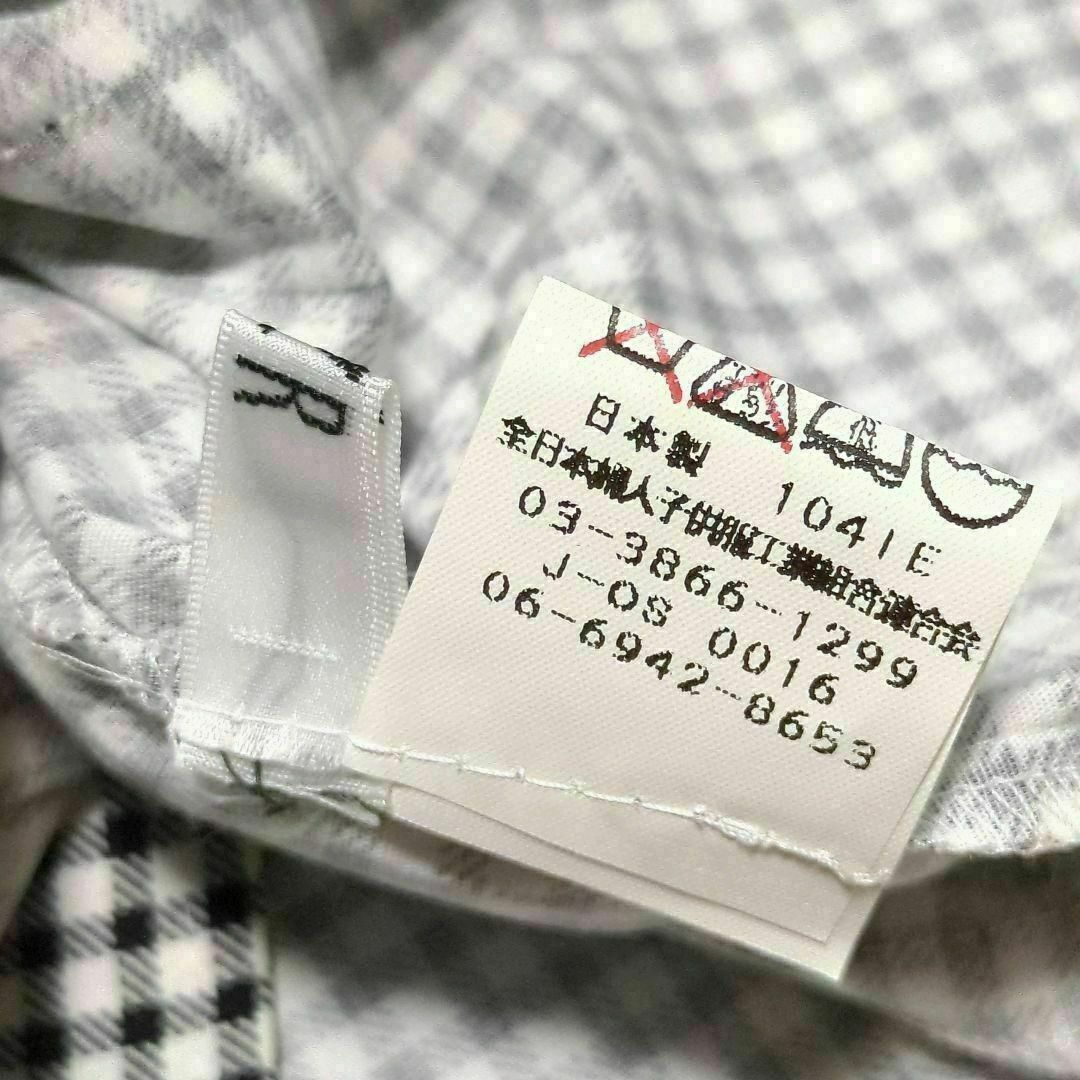 R
日本製 1041E
全日本婦人子供服工業組合連合会
03-3866-1299
J-OS 0016
06-6942-8653